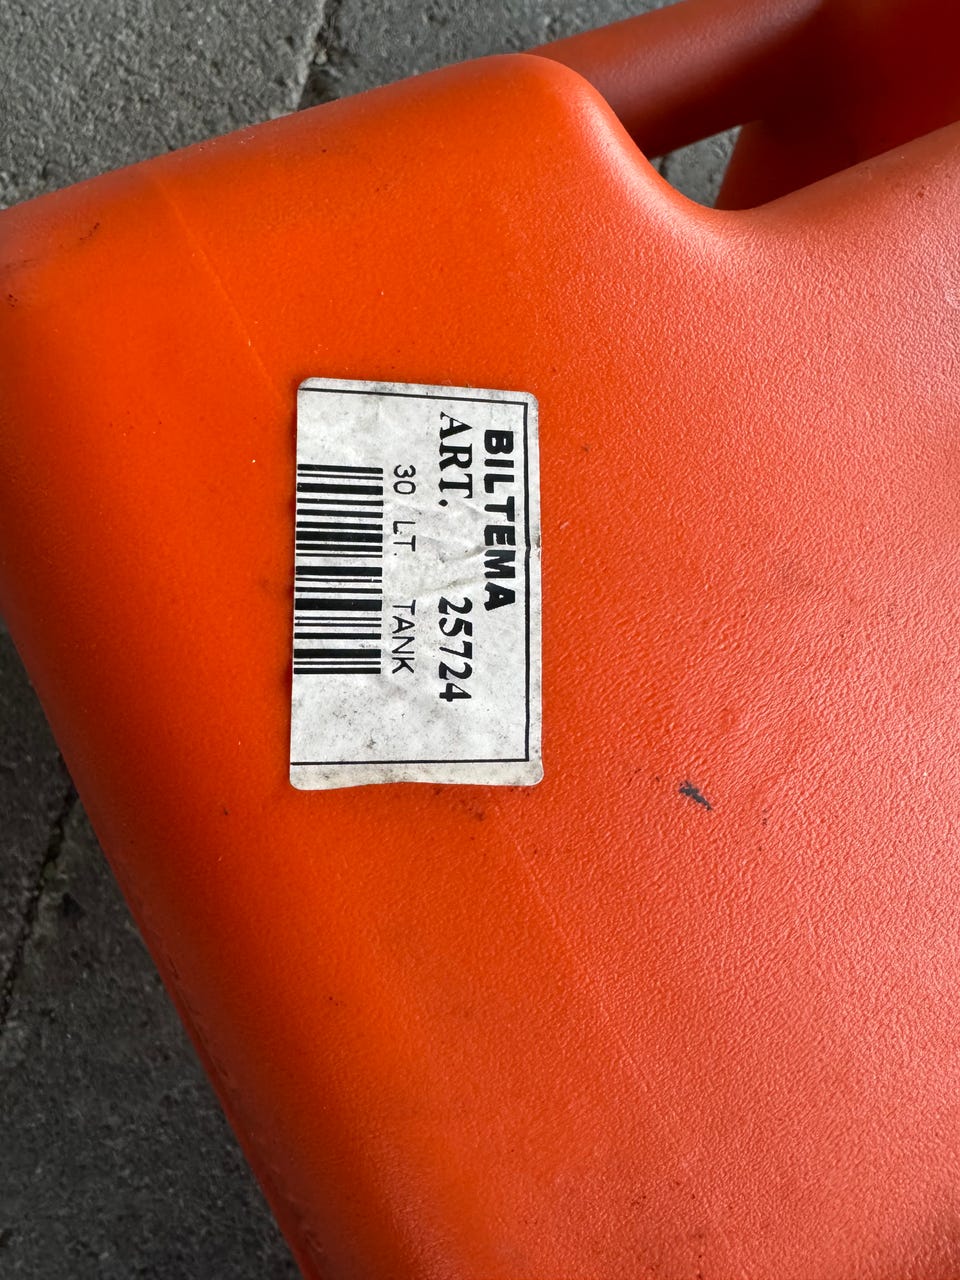 BILTEMA
ART. 25724
30 LT. TANK